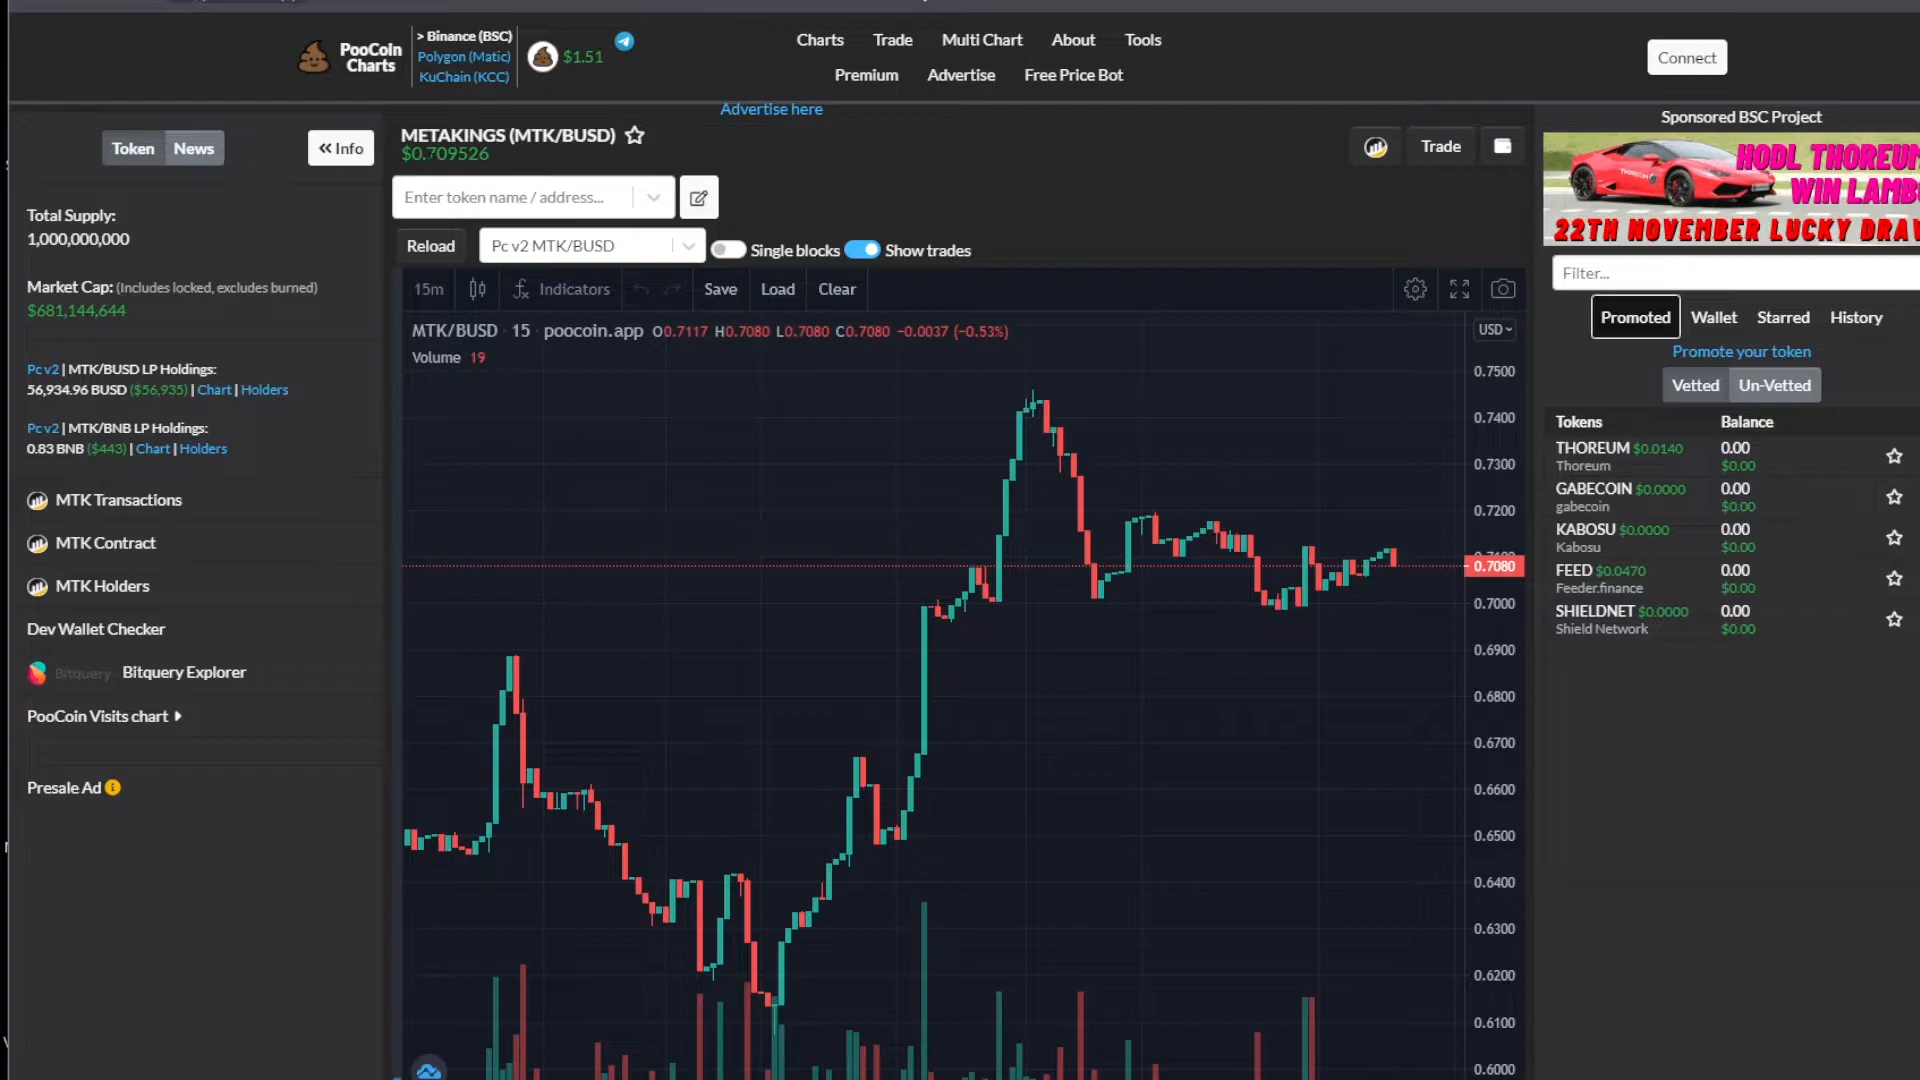 PooCoin
Charts
> Binance (BSC)
Polygon (Matic)
KuChain (KCC)
$1.51
Charts
Trade
Multi Chart
About
Tools
Premium
Advertise
Free Price Bot
Connect
Advertise here
Token
News
Info
Total Supply:
1,000,000,000
Market Cap: (Includes locked, excludes burned)
$681,144,644
Pc v2 | MTK/BUSD LP Holdings:
56,934.96 BUSD ($56,935) | Chart | Holders
Pc v2 | MTK/BNB LP Holdings:
0.83 BNB ($443) | Chart | Holders
MTK Transactions
MTK Contract
MTK Holders
Dev Wallet Checker
Bitquery Bitquery Explorer
PooCoin Visits chart
Presale Ad
METAKINGS (MTK/BUSD)
$0.709526
Trade
Enter token name / address...
Reload
Pc v2 MTK/BUSD
Single blocks
Show trades
15m
Indicators
Save
Load
Clear
MTK/BUSD · 15 · poocoin.app O0.7117 H0.7080 L0.7080 C0.7080 −0.0037 (−0.53%)
Volume 19
USD
0.7500
0.7400
0.7300
0.7200
0.7100
0.7080
0.7000
0.6900
0.6800
0.6700
0.6600
0.6500
0.6400
0.6300
0.6200
0.6100
0.6000
Sponsored BSC Project
THOREUM
HODL THOREUM
WIN LAMB
22TH NOVEMBER LUCKY DRA
Filter...
Promoted
Wallet
Starred
History
Promote your token
Vetted
Un-Vetted
Tokens
Balance
THOREUM $0.0140 0.00
Thoreum $0.00
GABECOIN $0.0000 0.00
gabecoin $0.00
KABOSU $0.0000 0.00
Kabosu $0.00
FEED $0.0470 0.00
Feeder.finance $0.00
SHIELDNET $0.0000 0.00
Shield Network $0.00